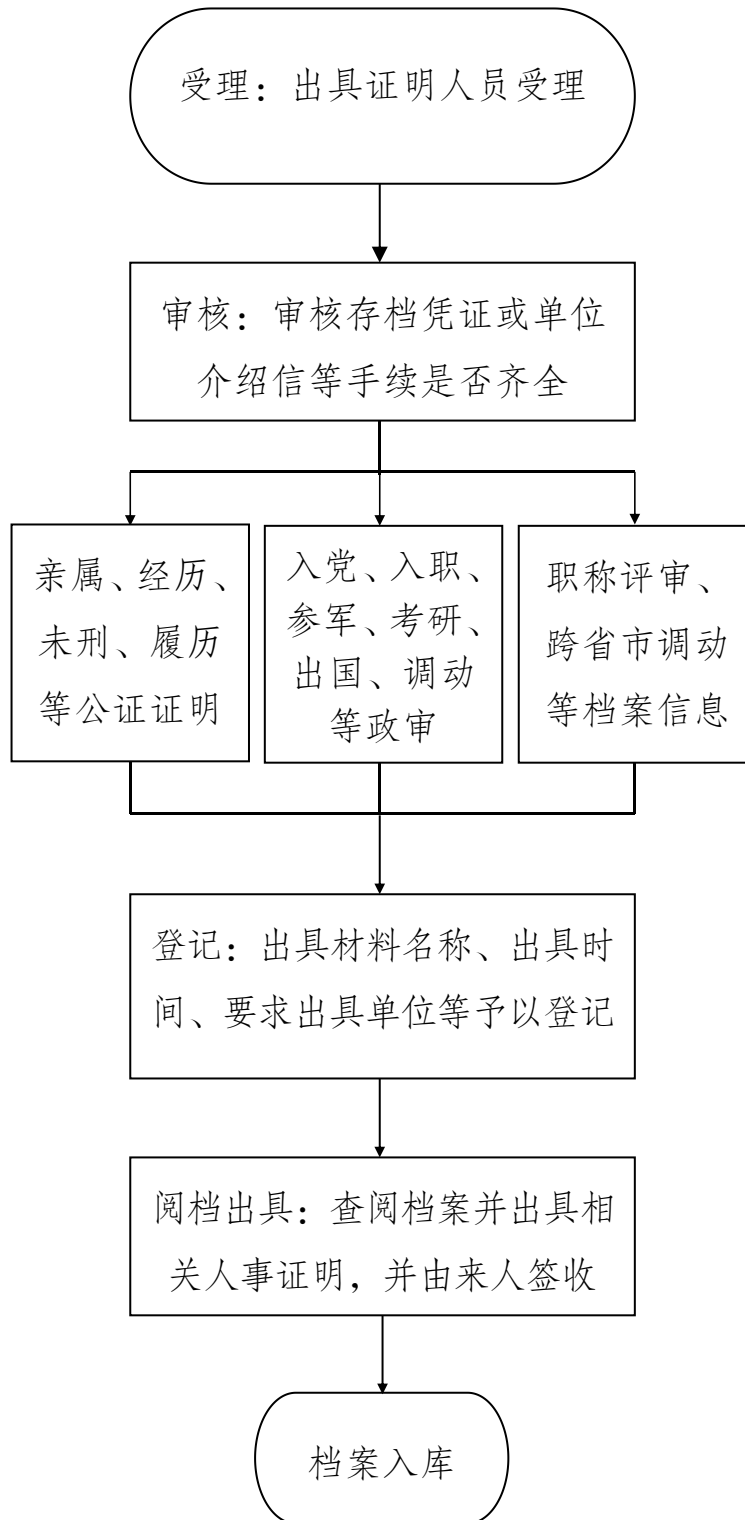 受理：出具证明人员受理
审核：审核存档凭证或单位
介绍信等手续是否齐全
亲属、经历、
未刑、履历
等公证证明
入党、入职、
参军、考研、
出国、调动
等政审
职称评审、
跨省市调动
等档案信息
登记：出具材料名称、出具时
间、要求出具单位等予以登记
阅档出具：查阅档案并出具相
关人事证明，并由来人签收
档案入库